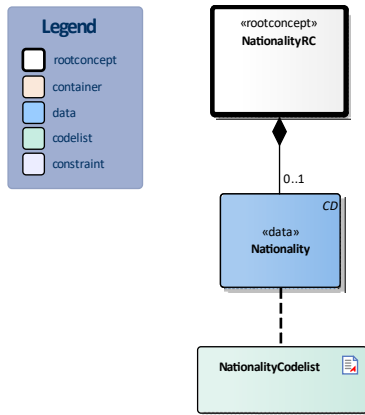 Legend
rootconcept
container
data
codelist
constraint
«rootconcept»
NationalityRC
0..1
CD
«data»
Nationality
NationalityCodelist